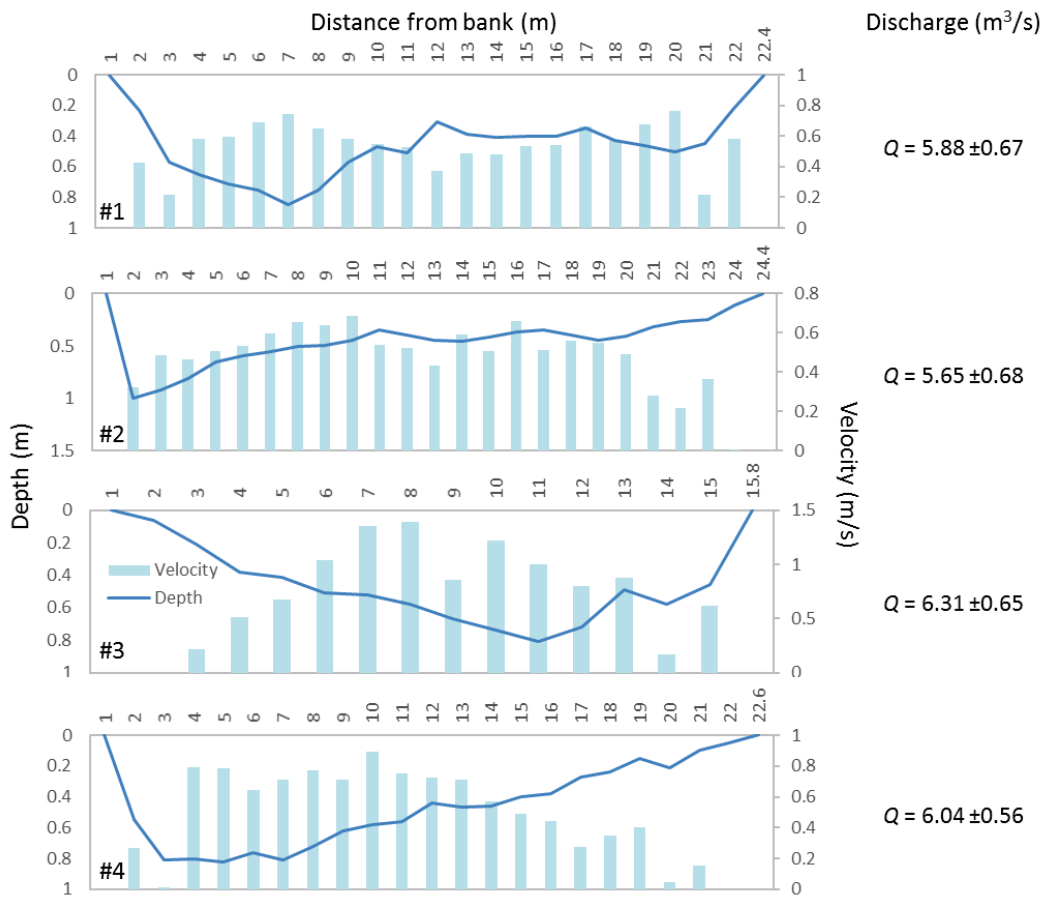 Distance from bank (m)
Discharge (m³/s)
1 2 3 4 5 6 7 8 9 10 11 12 13 14 15 16 17 18 19 20 21 22 22.4
0 1
0.2 0.8
0.4 0.6
0.6 0.4
0.8 0.2
1 0
#1
Q = 5.88 ±0.67
1 2 3 4 5 6 7 8 9 10 11 12 13 14 15 16 17 18 19 20 21 22 23 24 24.4
0 0.8
0.6
0.5
0.4
1
0.2
1.5 0
#2
Q = 5.65 ±0.68
Depth (m)
Velocity (m/s)
1 2 3 4 5 6 7 8 9 10 11 12 13 14 15 15.8
0 1.5
0.2
0.4 1
0.6 0.5
0.8
1 0
Velocity
Depth
#3
Q = 6.31 ±0.65
1 2 3 4 5 6 7 8 9 10 11 12 13 14 15 16 17 18 19 20 21 22 22.6
0 1
0.2 0.8
0.4 0.6
0.6 0.4
0.8 0.2
1 0
#4
Q = 6.04 ±0.56